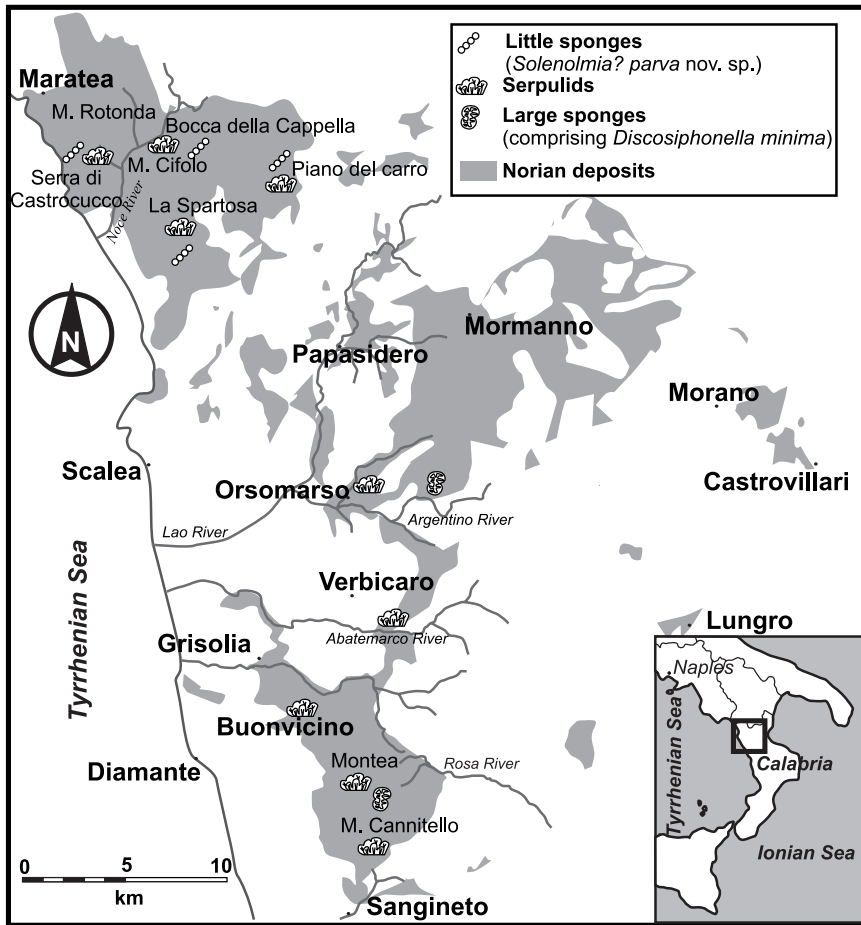 Little sponges
(Solenolmia? parva nov. sp.)
Serpulids
Large sponges
(comprising Discosiphonella minima)
Norian deposits
Maratea
M. Rotonda
Bocca della Cappella
M. Cifolo
Piano del carro
Serra di
Castrocucco
Noce River
La Spartosa
N
Mormanno
Papasidero
Morano
Scalea
Castrovillari
Orsomarso
Argentino River
Lao River
Tyrrhenian Sea
Verbicaro
Abatemarco River
Grisolia
Lungro
Buonvicino
Diamante
Montea
Rosa River
M. Cannitello
0 5 10
km
Sangineto
Naples
Tyrrhenian Sea
Calabria
Ionian Sea